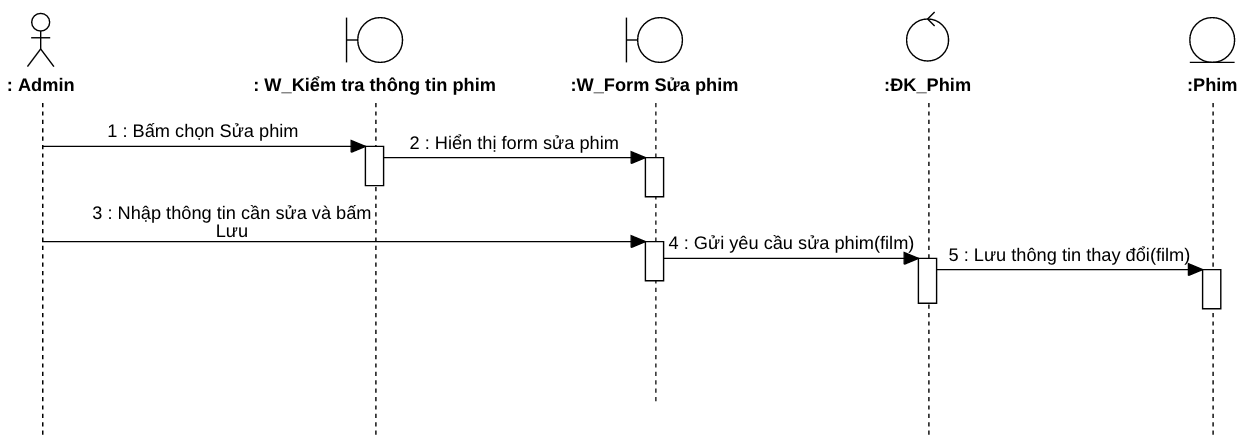 : Admin
: W_Kiểm tra thông tin phim
:W_Form Sửa phim
:ĐK_Phim
:Phim
1 : Bấm chọn Sửa phim
2 : Hiển thị form sửa phim
3 : Nhập thông tin cần sửa và bấm
Lưu
4 : Gửi yêu cầu sửa phim(film)
5 : Lưu thông tin thay đổi(film)